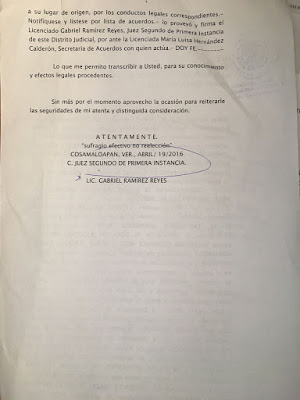 a su lugar de origen, por los conductos legales correspondientes.-
Notifíquese y lístese por lista de acuerdos.- lo proveyó y firma el
Licenciado Gabriel Ramírez Reyes, Juez Segundo de Primera Instancia
de este Distrito Judicial, por ante la Licenciada María Luisa Hernández
Calderón, Secretaria de Acuerdos con quien actúa.- DOY FE.-
Lo que me permito transcribir a Usted, para su conocimiento
y efectos legales procedentes.
Sin más por el momento aprovecho la ocasión para reiterarle
las seguridades de mi atenta y distinguida consideración.
A T E N T A M E N T E.
"sufragio efectivo no reelección"
COSAMALOAPAN, VER., ABRIL/ 19/2016
C. JUEZ SEGUNDO DE PRIMERA INSTANCIA.
LIC. GABRIEL RAMIREZ REYES